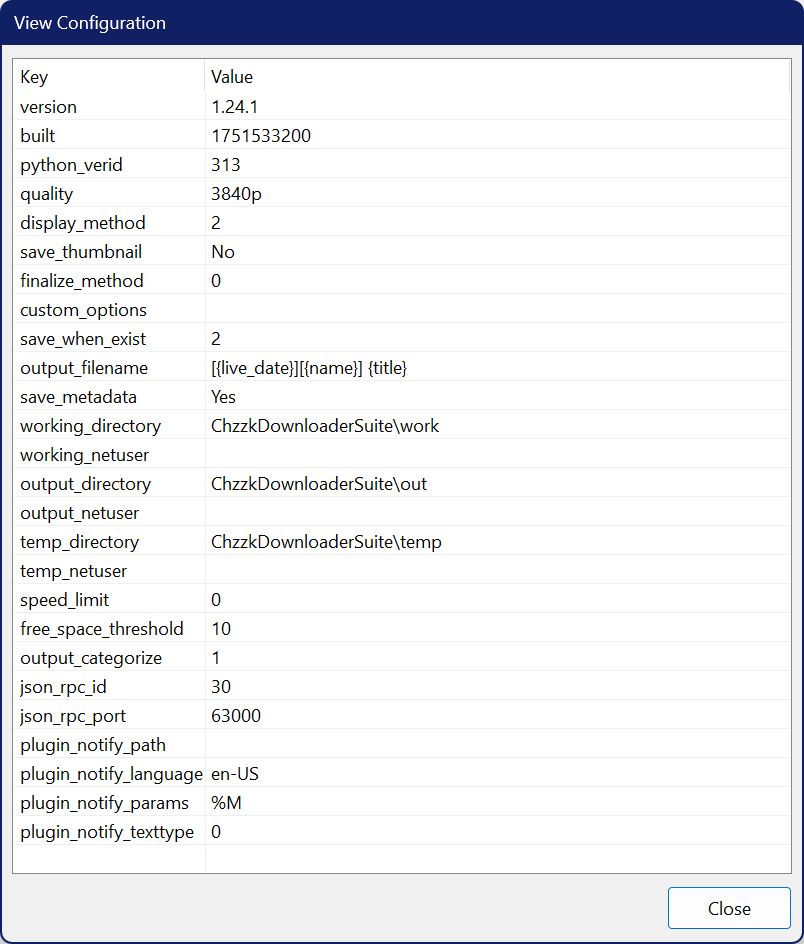 View Configuration
Key Value
version 1.24.1
built 1751533200
python_verid 313
quality 3840p
display_method 2
save_thumbnail No
finalize_method 0
custom_options
save_when_exist 2
output_filename [{live_date}][{name}] {title}
save_metadata Yes
working_directory ChzzkDownloaderSuite\work
working_netuser
output_directory ChzzkDownloaderSuite\out
output_netuser
temp_directory ChzzkDownloaderSuite\temp
temp_netuser
speed_limit 0
free_space_threshold 10
output_categorize 1
json_rpc_id 30
json_rpc_port 63000
plugin_notify_path
plugin_notify_language en-US
plugin_notify_params %M
plugin_notify_texttype 0
Close